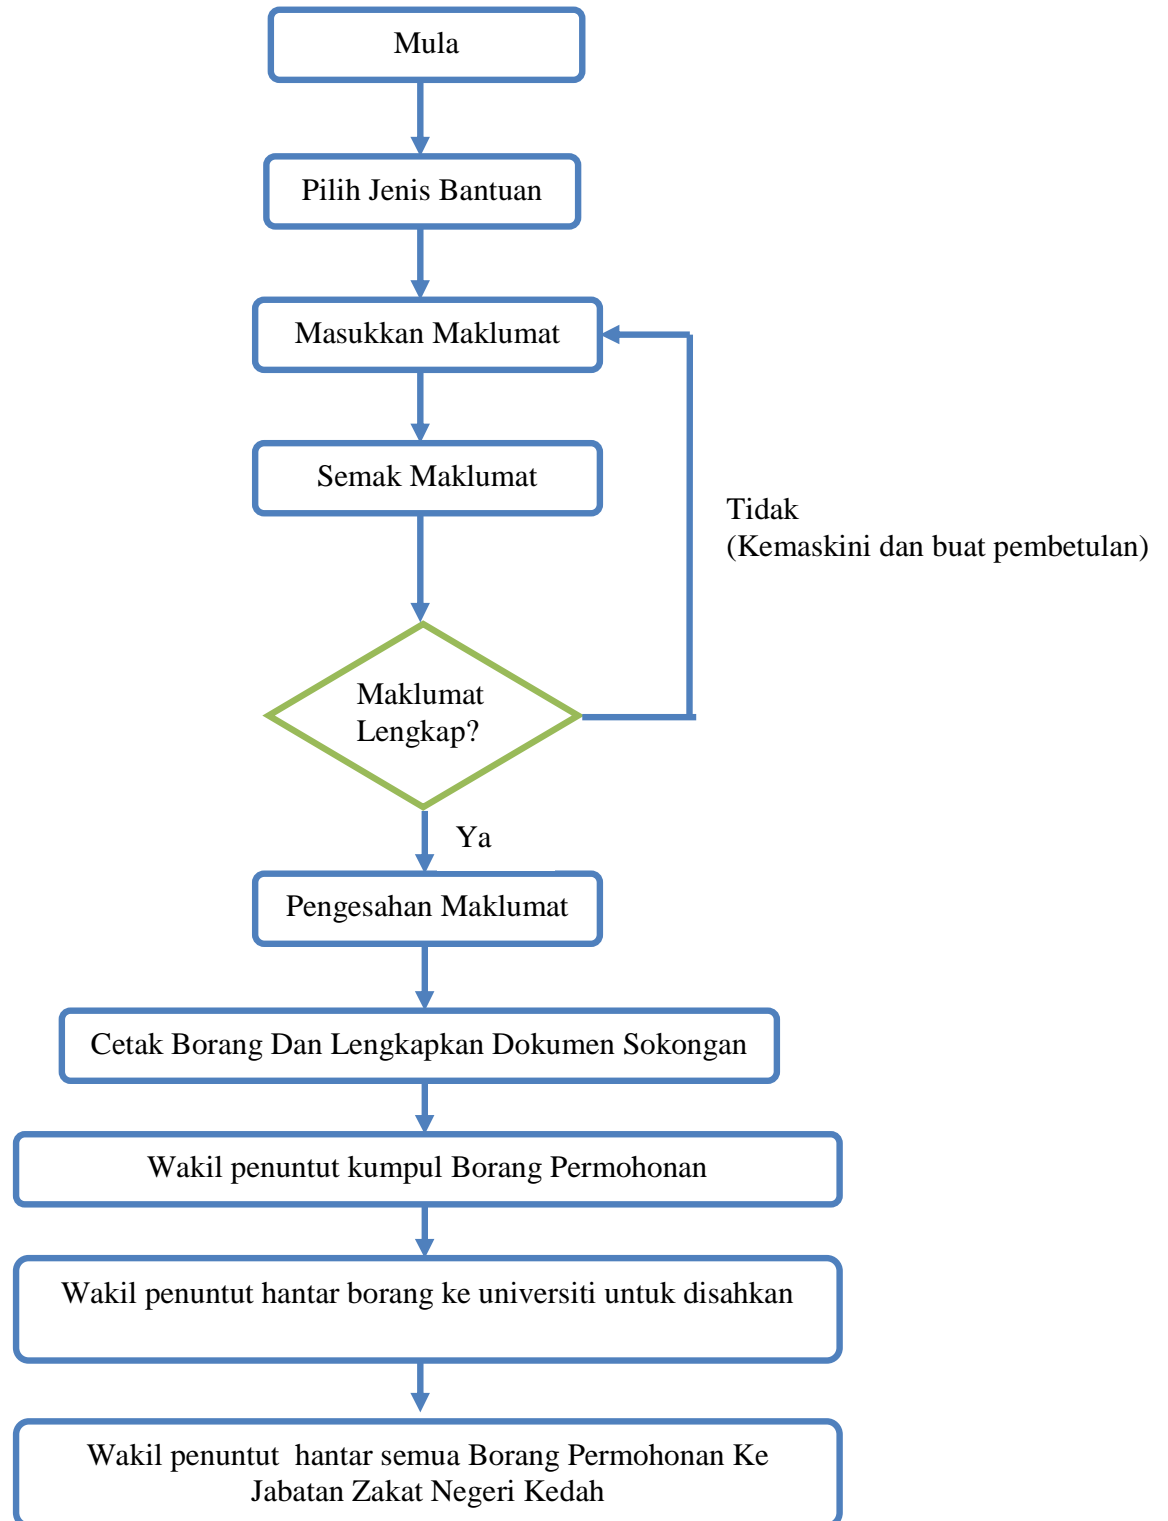 Mula
Pilih Jenis Bantuan
Masukkan Maklumat
Semak Maklumat
Tidak
(Kemaskini dan buat pembetulan)
Maklumat
Lengkap?
Ya
Pengesahan Maklumat
Cetak Borang Dan Lengkapkan Dokumen Sokongan
Wakil penuntut kumpul Borang Permohonan
Wakil penuntut hantar borang ke universiti untuk disahkan
Wakil penuntut  hantar semua Borang Permohonan Ke
Jabatan Zakat Negeri Kedah